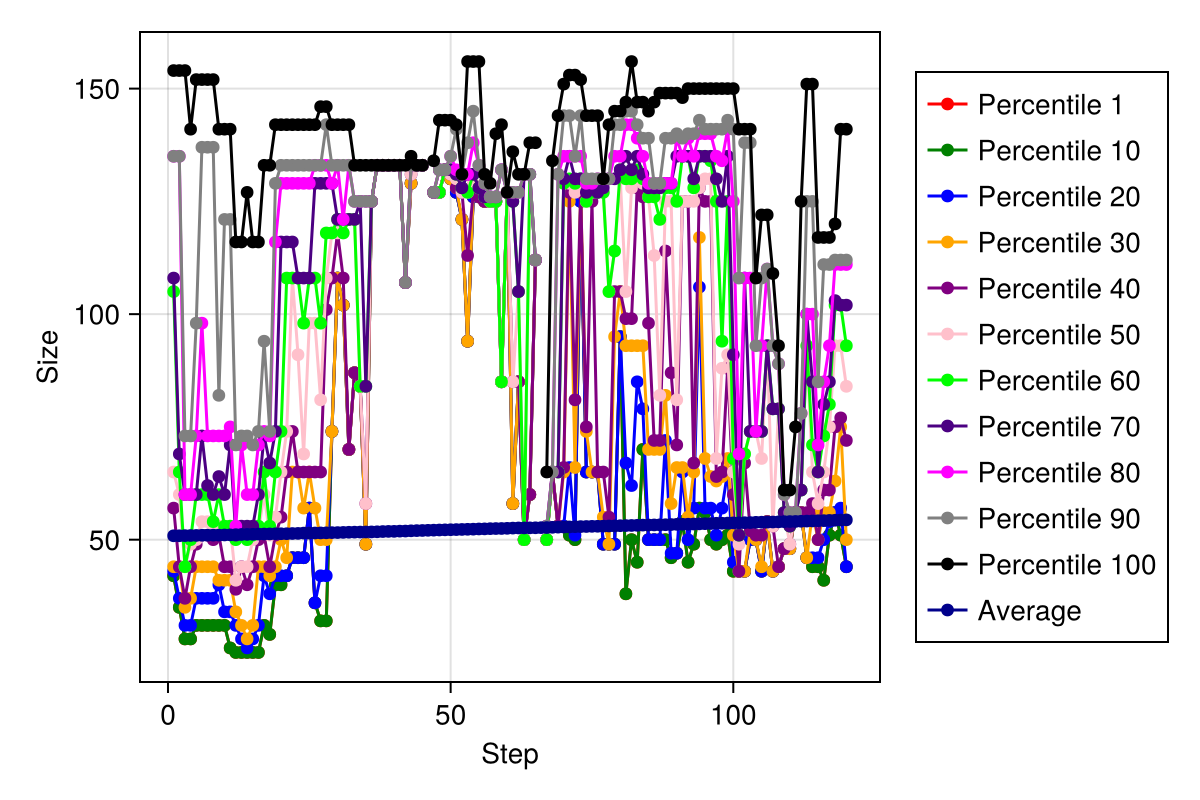 150
100
50
Size
0
50
100
Step
Percentile 1
Percentile 10
Percentile 20
Percentile 30
Percentile 40
Percentile 50
Percentile 60
Percentile 70
Percentile 80
Percentile 90
Percentile 100
Average